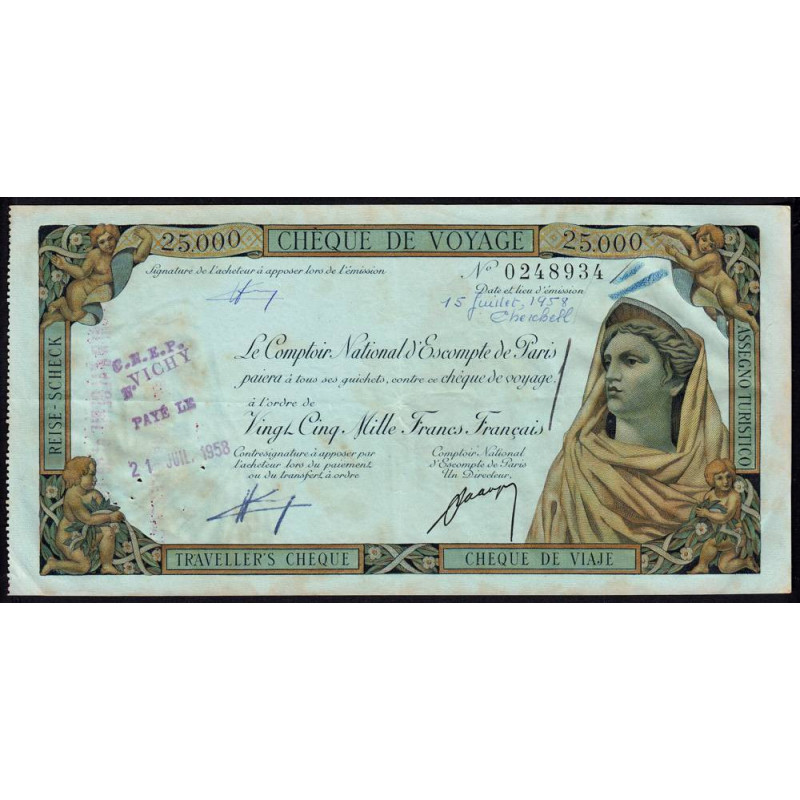 25.000 CHÈQUE DE VOYAGE 25.000
Signature de l'acheteur à apposer lors de l'émission
Nº 0248934
Date et lieu d'émission
15 Juillet 1958
Cherchell
REISE-SCHECK
ASSEGNO TURISTICO
C.N.E.P.
VICHY
PAYÉ LE
21 JUIL 1958
Le Comptoir National d'Escompte de Paris
paiera à tous ses guichets, contre ce chèque de voyage
à l'ordre de
Vingt Cinq Mille Francs Français
Contresignature à apposer par
l'acheteur lors du paiement
ou du transfert à ordre
Comptoir National
d'Escompte de Paris
Un Directeur,
TRAVELLER'S CHEQUE
CHEQUE DE VIAJE